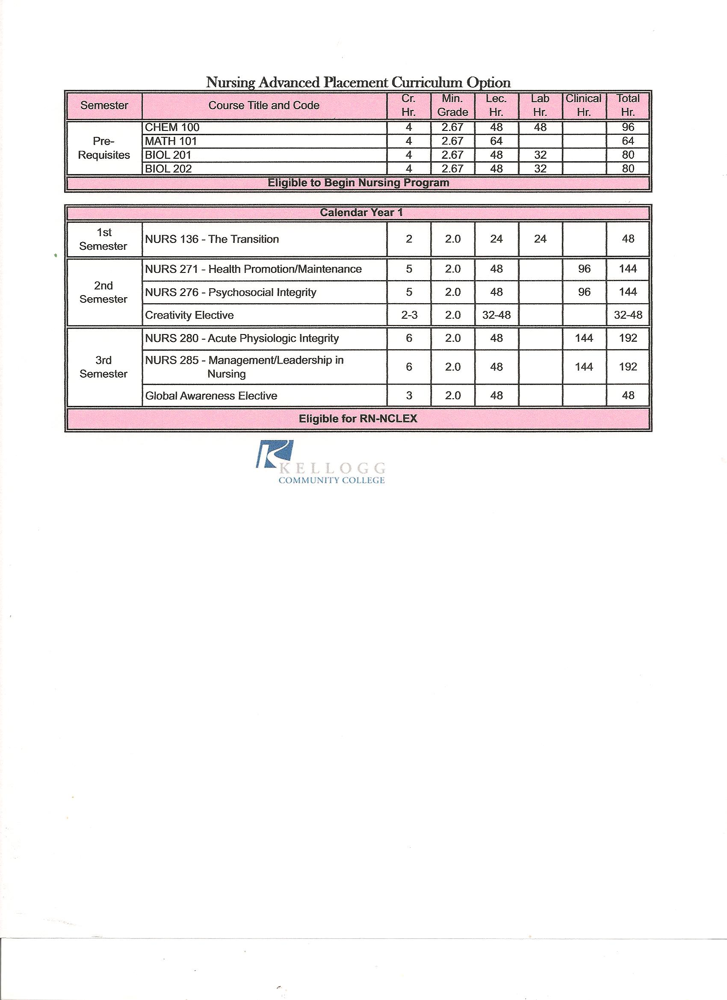 Nursing Advanced Placement Curriculum Option
Semester Course Title and Code Cr. Hr. Min. Grade Lec. Hr. Lab Hr. Clinical Hr. Total Hr.
Pre-Requisites
CHEM 100 4 2.67 48 48 96
MATH 101 4 2.67 64 64
BIOL 201 4 2.67 48 32 80
BIOL 202 4 2.67 48 32 80
Eligible to Begin Nursing Program
Calendar Year 1
1st Semester
NURS 136 - The Transition 2 2.0 24 24 48
2nd Semester
NURS 271 - Health Promotion/Maintenance 5 2.0 48 96 144
NURS 276 - Psychosocial Integrity 5 2.0 48 96 144
Creativity Elective 2-3 2.0 32-48 32-48
3rd Semester
NURS 280 - Acute Physiologic Integrity 6 2.0 48 144 192
NURS 285 - Management/Leadership in Nursing 6 2.0 48 144 192
Global Awareness Elective 3 2.0 48 48
Eligible for RN-NCLEX
KELLOGG
COMMUNITY COLLEGE